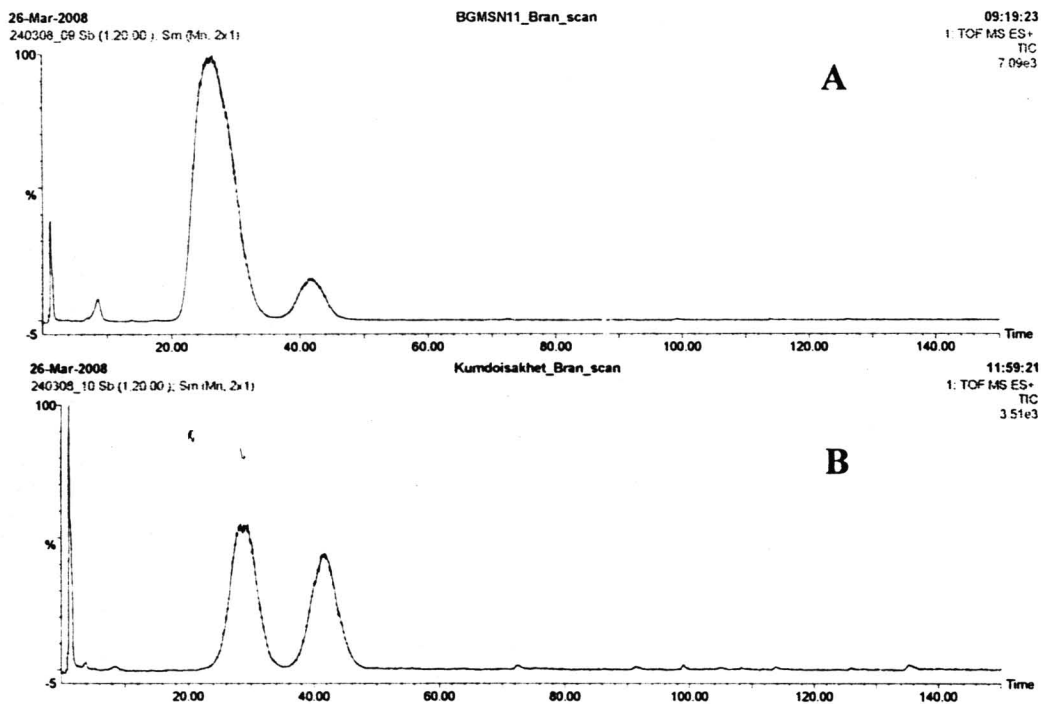 26-Mar-2008 BGMSN11_Bran_scan 09:19:23
240308_09 Sb (1,20.00 ); Sm (Mn, 2x1) 1: TOF MS ES+
TIC
7.09e3
A
100
%
-5
20.00 40.00 60.00 80.00 100.00 120.00 140.00 Time
26-Mar-2008 Kumdoisakhet_Bran_scan 11:59:21
240308_10 Sb (1,20.00 ); Sm (Mn, 2x1) 1: TOF MS ES+
TIC
3.51e3
B
100
%
-5
20.00 40.00 60.00 80.00 100.00 120.00 140.00 Time